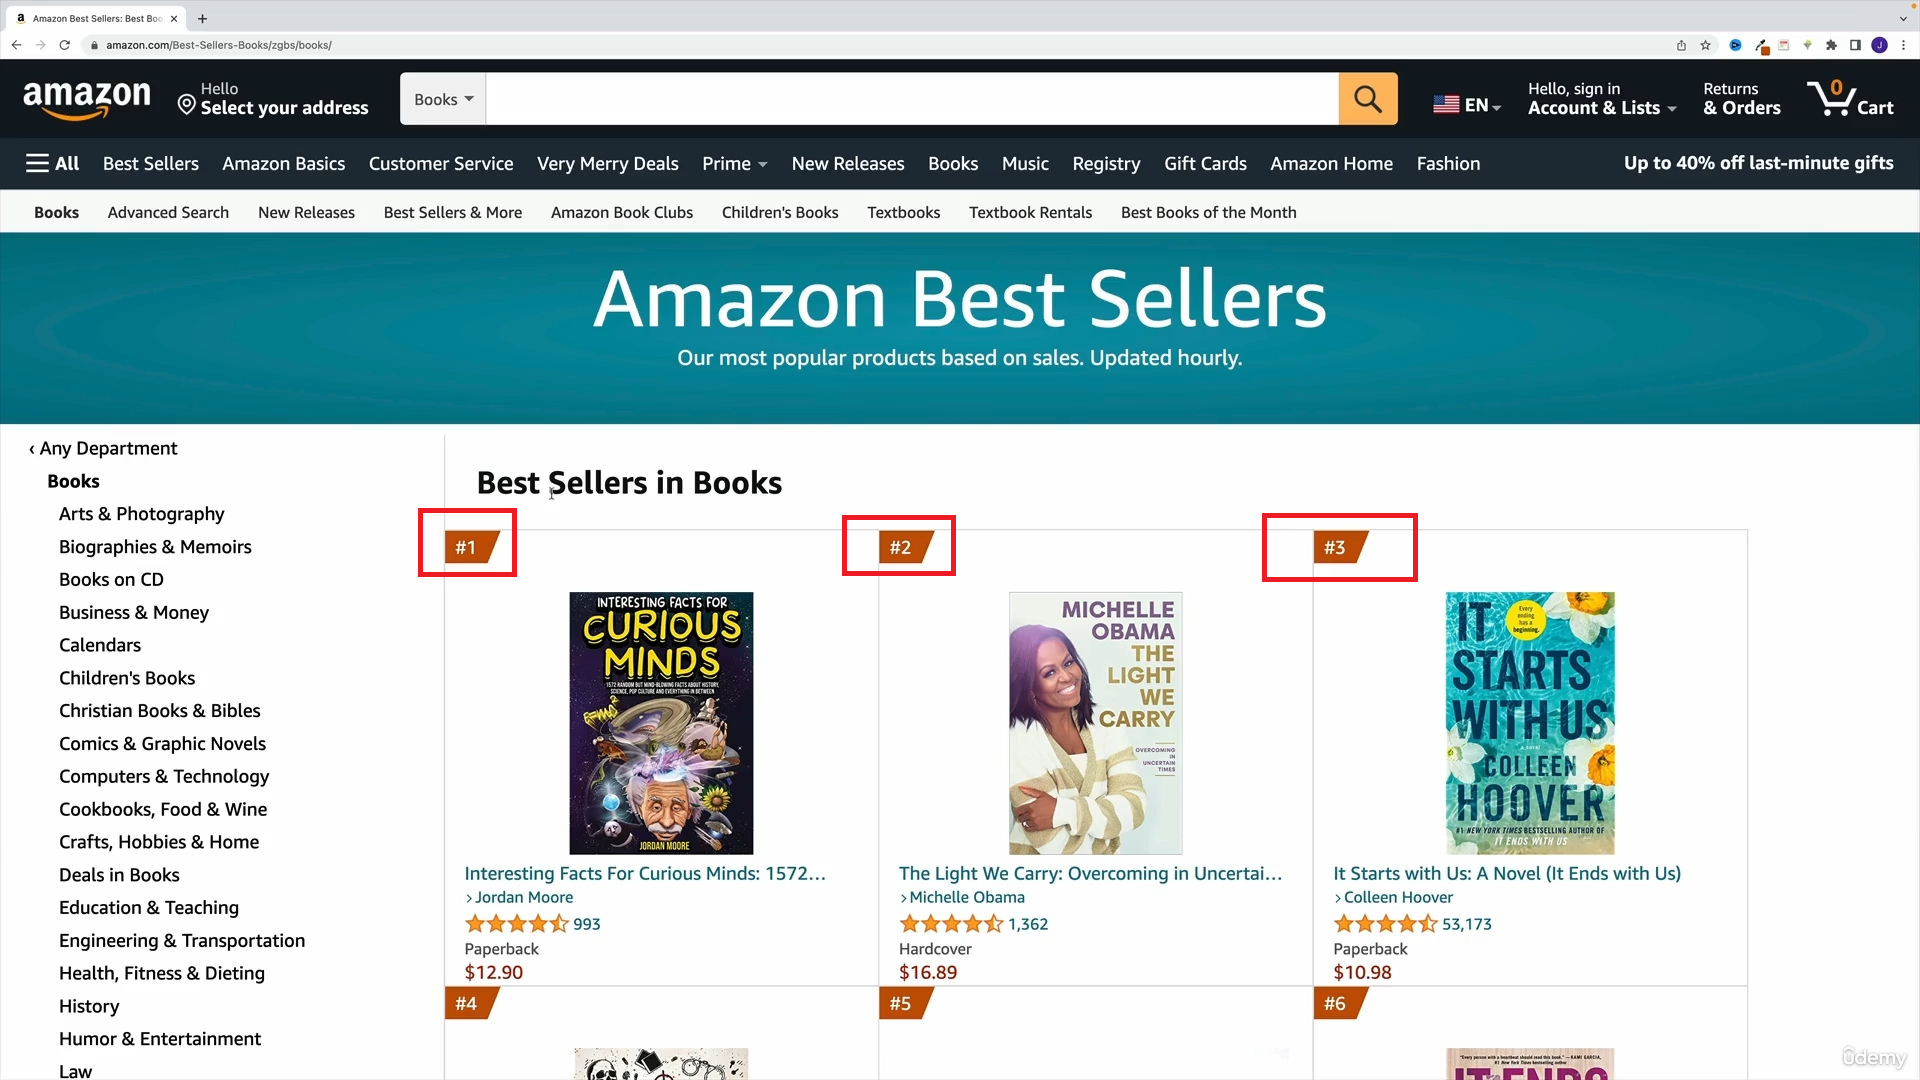 Amazon Best Sellers: Best Boo
amazon.com/Best-Sellers-Books/zgbs/books/
J
amazon
Hello
Select your address
Books
EN
Hello, sign in
Account & Lists
Returns
& Orders
0
Cart
All
Best Sellers
Amazon Basics
Customer Service
Very Merry Deals
Prime
New Releases
Books
Music
Registry
Gift Cards
Amazon Home
Fashion
Up to 40% off last-minute gifts
Books
Advanced Search
New Releases
Best Sellers & More
Amazon Book Clubs
Children's Books
Textbooks
Textbook Rentals
Best Books of the Month
Amazon Best Sellers
Our most popular products based on sales. Updated hourly.
‹ Any Department
Books
Arts & Photography
Biographies & Memoirs
Books on CD
Business & Money
Calendars
Children's Books
Christian Books & Bibles
Comics & Graphic Novels
Computers & Technology
Cookbooks, Food & Wine
Crafts, Hobbies & Home
Deals in Books
Education & Teaching
Engineering & Transportation
Health, Fitness & Dieting
History
Humor & Entertainment
Law
Best Sellers in Books
#1
INTERESTING FACTS FOR
CURIOUS
MINDS
1572 RANDOM BUT MIND-BLOWING FACTS ABOUT HISTORY,
SCIENCE, POP CULTURE AND EVERYTHING IN BETWEEN
E=mc²
JORDAN MOORE
Interesting Facts For Curious Minds: 1572…
› Jordan Moore
993
Paperback
$12.90
#2
MICHELLE
OBAMA
THE
LIGHT
WE
CARRY
OVERCOMING
IN
UNCERTAIN
TIMES
The Light We Carry: Overcoming in Uncertai…
› Michelle Obama
1,362
Hardcover
$16.89
#3
Every
ending
has a
beginning.
IT
STARTS
WITH US
a novel
COLLEEN
HOOVER
#1 NEW YORK TIMES BESTSELLING AUTHOR OF
IT ENDS WITH US
It Starts with Us: A Novel (It Ends with Us)
› Colleen Hoover
53,173
Paperback
$10.98
#4
#5
#6
"Every person with a heartbeat should read this book." —KAMI GARCIA,
IT ENDS
ûdemy